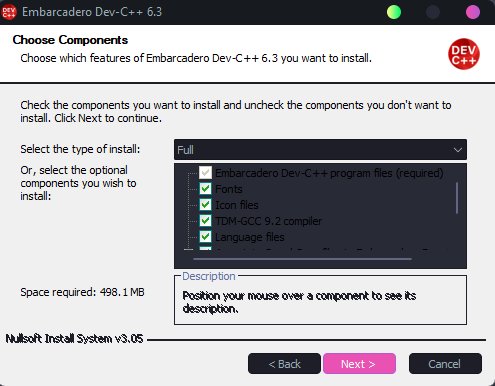 DEV C++ Embarcadero Dev-C++ 6.3
Choose Components
Choose which features of Embarcadero Dev-C++ 6.3 you want to install.
DEV
C++
Check the components you want to install and uncheck the components you don't want to
install. Click Next to continue.
Select the type of install:
Full
Or, select the optional
components you wish to
install:
Embarcadero Dev-C++ program files (required)
Fonts
Icon files
TDM-GCC 9.2 compiler
Language files
Space required: 498.1 MB
Description
Position your mouse over a component to see its
description.
Nullsoft Install System v3.05
< Back
Next >
Cancel